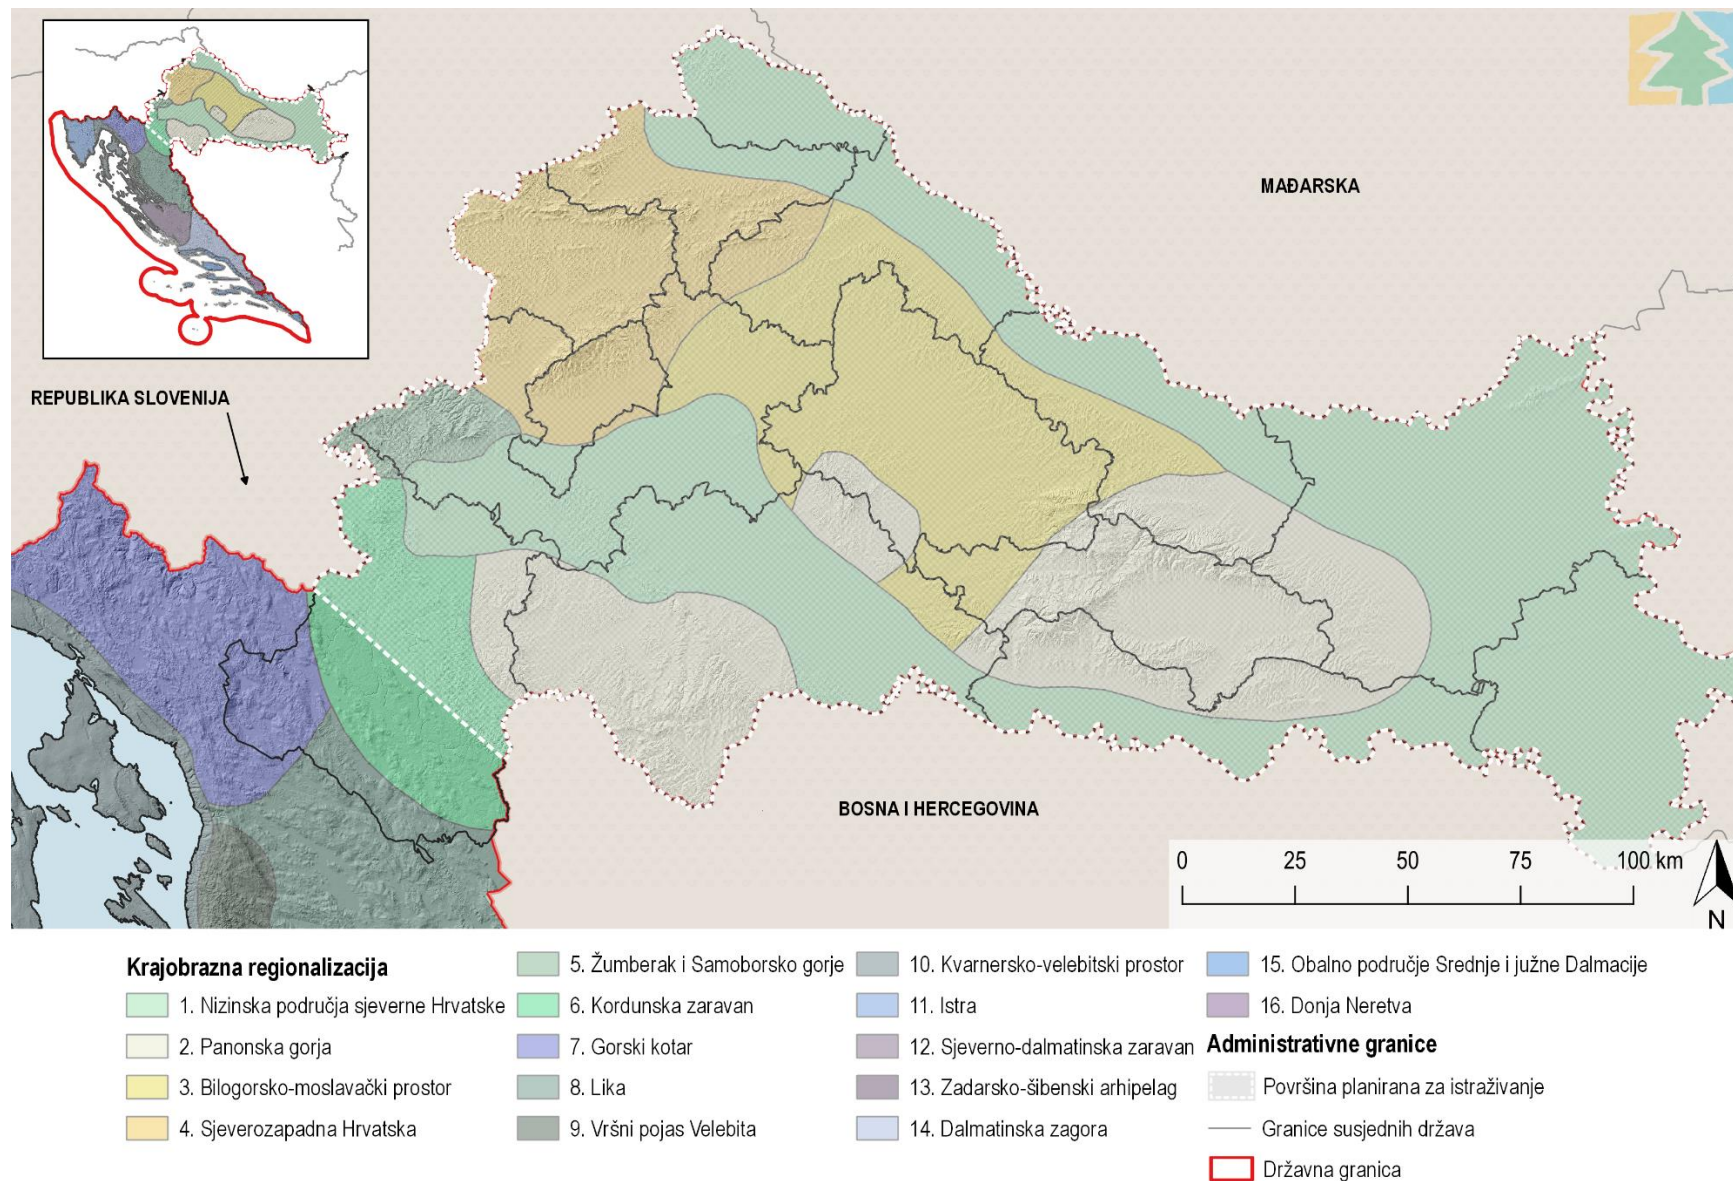 MAĐARSKA
REPUBLIKA SLOVENIJA
BOSNA I HERCEGOVINA
0 25 50 75 100 km
N
Krajobrazna regionalizacija
1. Nizinska područja sjeverne Hrvatske
2. Panonska gorja
3. Bilogorsko-moslavački prostor
4. Sjeverozapadna Hrvatska
5. Žumberak i Samoborsko gorje
6. Kordunska zaravan
7. Gorski kotar
8. Lika
9. Vršni pojas Velebita
10. Kvarnersko-velebitski prostor
11. Istra
12. Sjeverno-dalmatinska zaravan
13. Zadarsko-šibenski arhipelag
14. Dalmatinska zagora
15. Obalno područje Srednje i južne Dalmacije
16. Donja Neretva
Administrativne granice
Površina planirana za istraživanje
Granice susjednih država
Državna granica